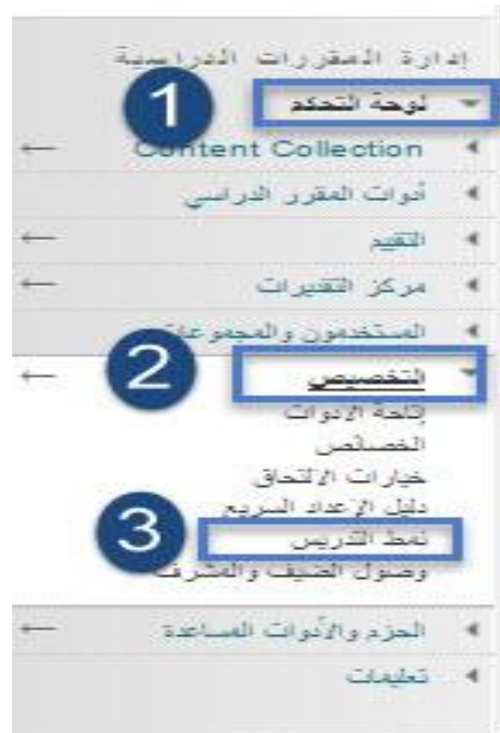 إدارة المقررات الدراسية
1
لوحة التحكم
Content Collection
أدوات المقرر الدراسي
التقييم
مركز التقديرات
المستخدمون والمجموعات
2
التخصيص
إتاحة الأدوات
الخصائص
خيارات الالتحاق
دليل الإعداد السريع
3
نمط التدريس
وصول الضيف والمشرف
الحزم والأدوات المساعدة
تعليمات